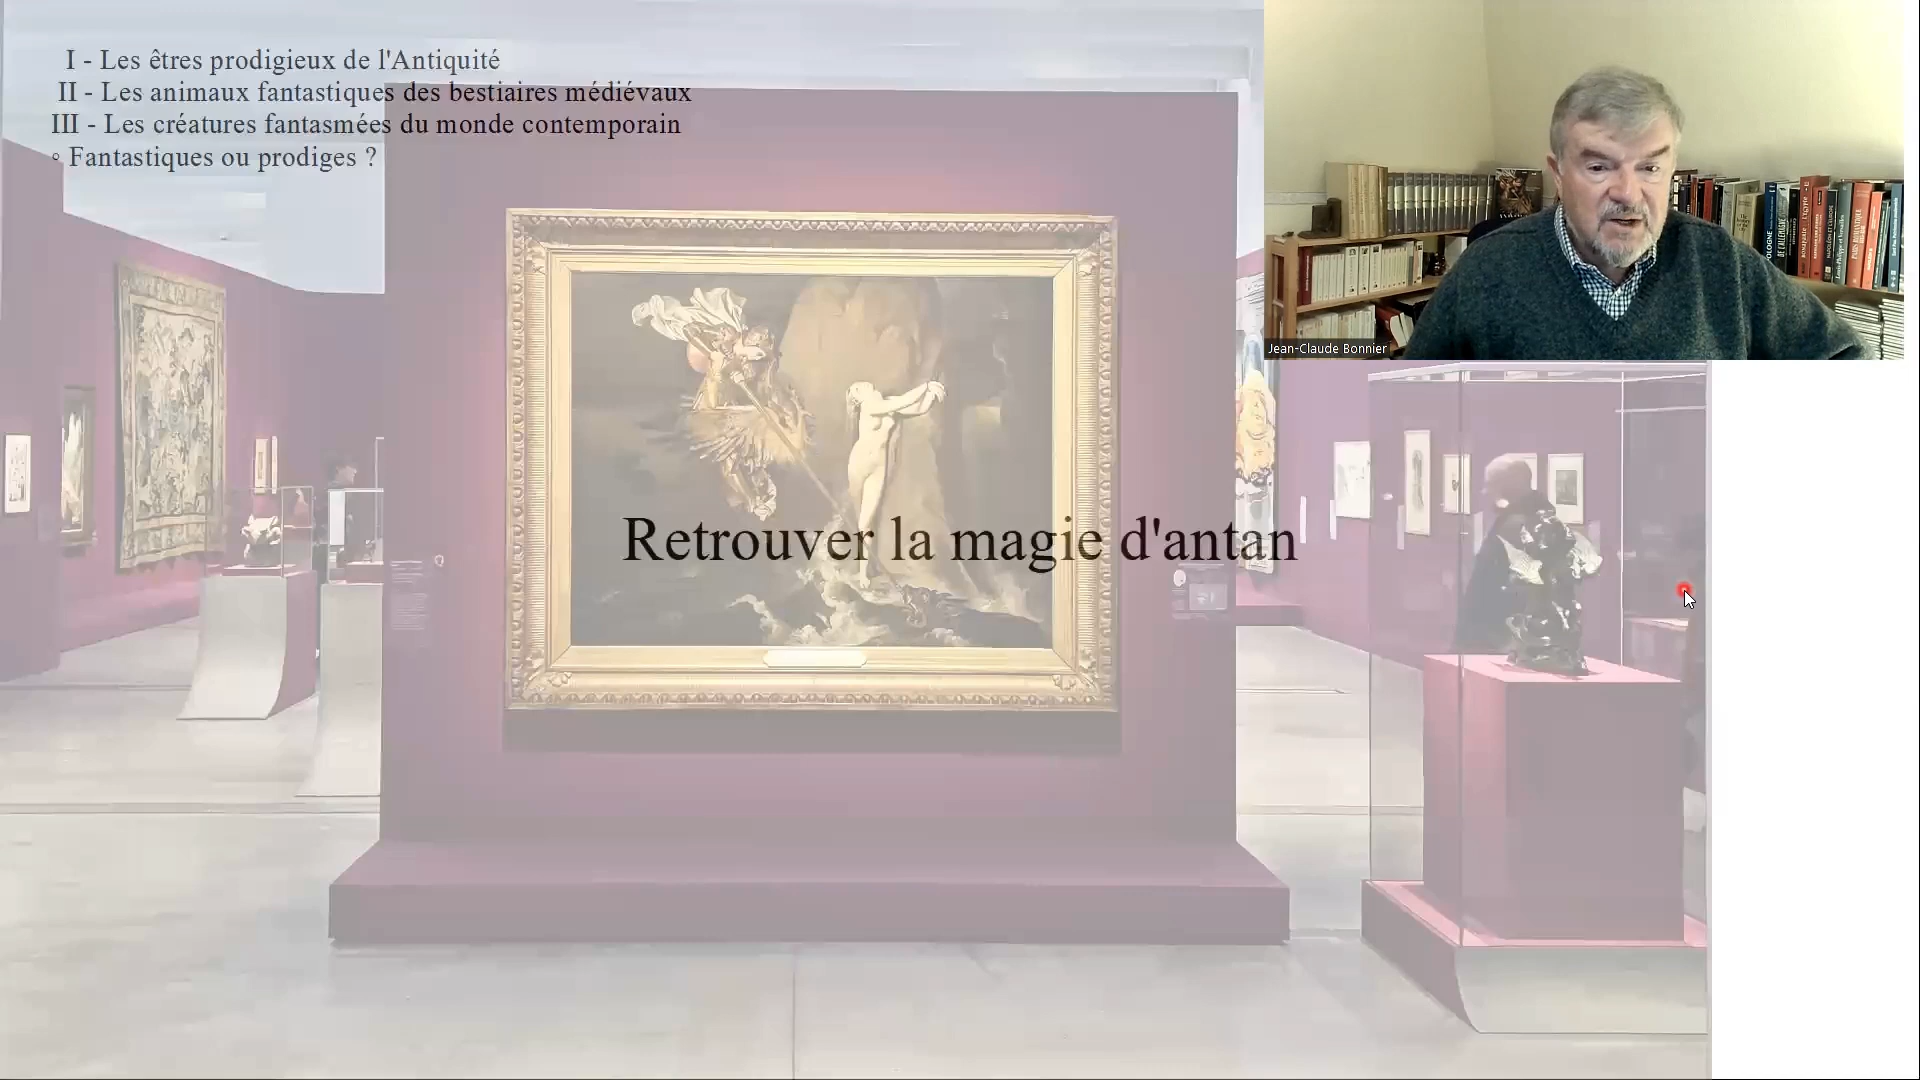 I - Les êtres prodigieux de l'Antiquité
II - Les animaux fantastiques des bestiaires médiévaux
III - Les créatures fantasmées du monde contemporain
◦ Fantastiques ou prodiges ?
Retrouver la magie d'antan
Jean-Claude Bonnier